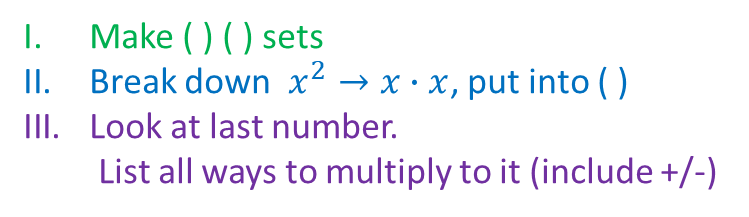 I. Make ( ) ( ) sets
II. Break down x² → x · x, put into ( )
III. Look at last number.
List all ways to multiply to it (include +/-)